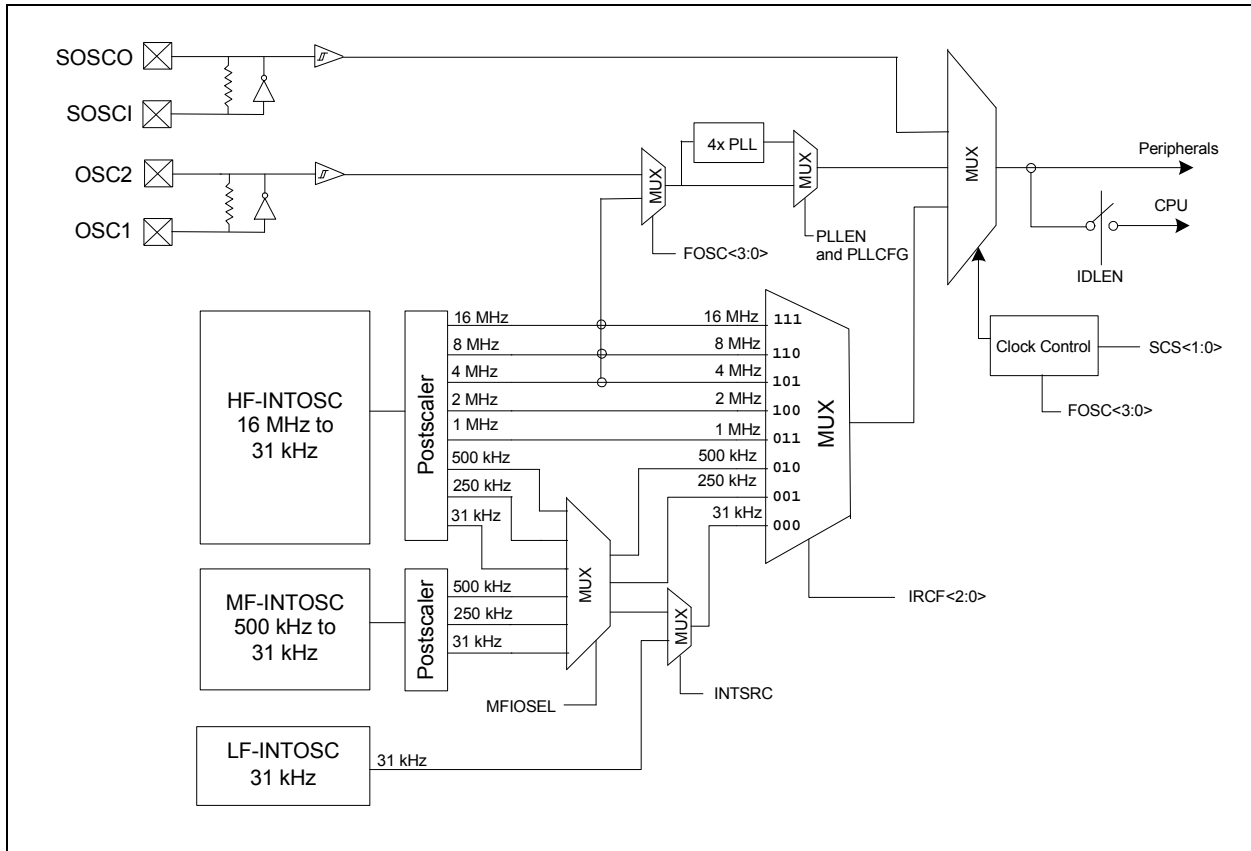 SOSCO
SOSCI
OSC2
OSC1
4x PLL
MUX
MUX
MUX
Peripherals
CPU
IDLEN
FOSC<3:0>
PLLEN
and PLLCFG
Clock Control
SCS<1:0>
FOSC<3:0>
HF-INTOSC
16 MHz to
31 kHz
Postscaler
16 MHz
8 MHz
4 MHz
2 MHz
1 MHz
500 kHz
250 kHz
31 kHz
16 MHz
8 MHz
4 MHz
2 MHz
1 MHz
500 kHz
250 kHz
31 kHz
111
110
101
100
011
010
001
000
MUX
IRCF<2:0>
MF-INTOSC
500 kHz to
31 kHz
Postscaler
500 kHz
250 kHz
31 kHz
MUX
MFIOSEL
MUX
INTSRC
LF-INTOSC
31 kHz
31 kHz